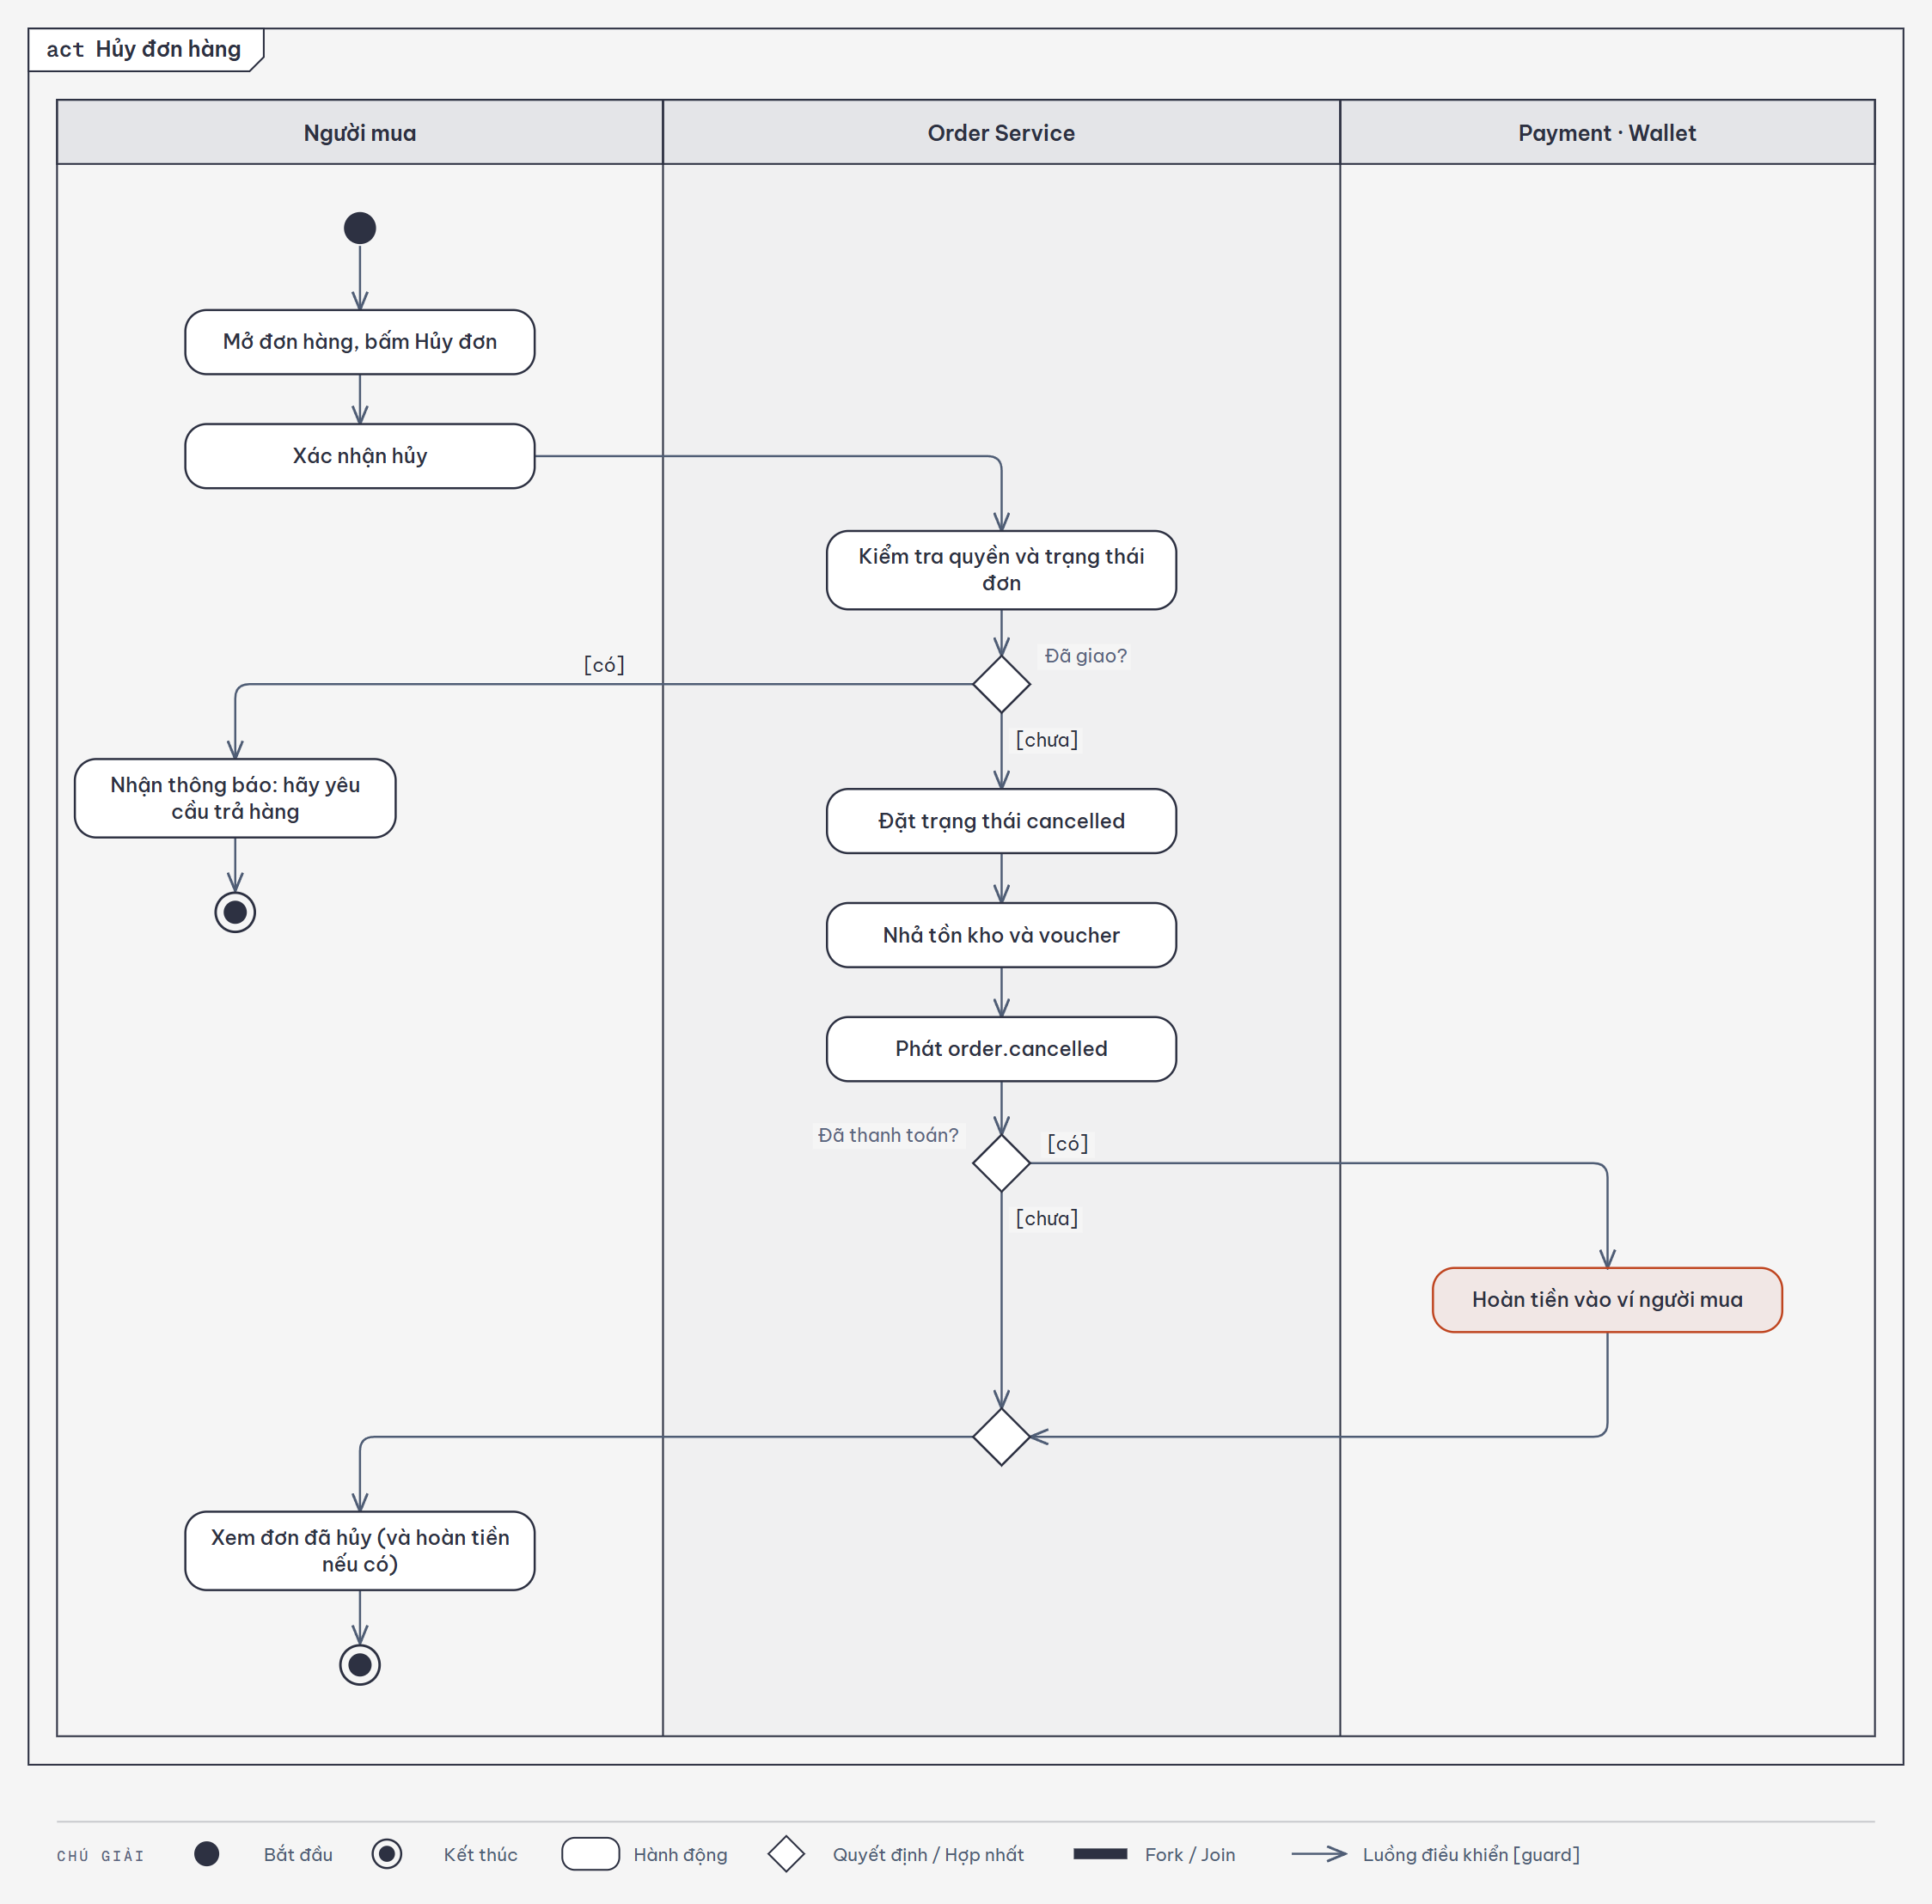 act Hủy đơn hàng
Người mua
Order Service
Payment · Wallet
Mở đơn hàng, bấm Hủy đơn
Xác nhận hủy
Kiểm tra quyền và trạng thái
đơn
Đã giao?
[có]
[chưa]
Nhận thông báo: hãy yêu
cầu trả hàng
Đặt trạng thái cancelled
Nhả tồn kho và voucher
Phát order.cancelled
Đã thanh toán?
[có]
[chưa]
Hoàn tiền vào ví người mua
Xem đơn đã hủy (và hoàn tiền
nếu có)
CHÚ GIẢI
Bắt đầu
Kết thúc
Hành động
Quyết định / Hợp nhất
Fork / Join
Luồng điều khiển [guard]